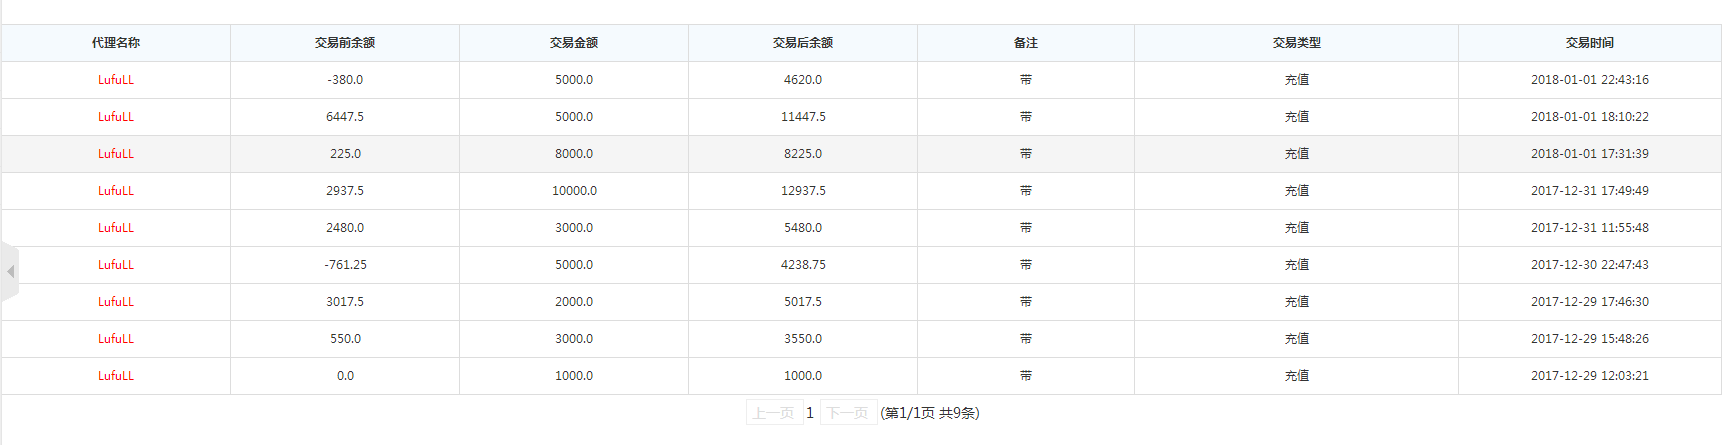 代理名称 交易前余额 交易金额 交易后余额 备注 交易类型 交易时间
LufuLL -380.0 5000.0 4620.0 带 充值 2018-01-01 22:43:16
LufuLL 6447.5 5000.0 11447.5 带 充值 2018-01-01 18:10:22
LufuLL 225.0 8000.0 8225.0 带 充值 2018-01-01 17:31:39
LufuLL 2937.5 10000.0 12937.5 带 充值 2017-12-31 17:49:49
LufuLL 2480.0 3000.0 5480.0 带 充值 2017-12-31 11:55:48
LufuLL -761.25 5000.0 4238.75 带 充值 2017-12-30 22:47:43
LufuLL 3017.5 2000.0 5017.5 带 充值 2017-12-29 17:46:30
LufuLL 550.0 3000.0 3550.0 带 充值 2017-12-29 15:48:26
LufuLL 0.0 1000.0 1000.0 带 充值 2017-12-29 12:03:21
上一页 1 下一页 (第1/1页 共9条)